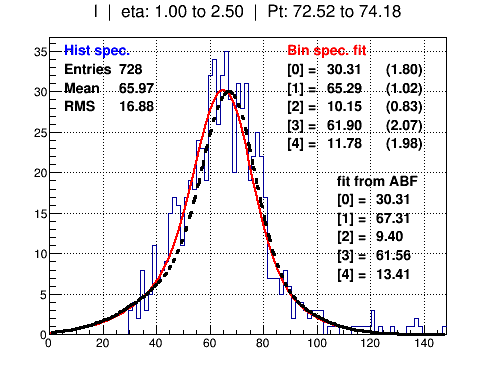 I | eta: 1.00 to 2.50 | Pt: 72.52 to 74.18
Hist spec.
Entries 728
Mean 65.97
RMS 16.88
Bin spec. fit
[0] = 30.31 (1.80)
[1] = 65.29 (1.02)
[2] = 10.15 (0.83)
[3] = 61.90 (2.07)
[4] = 11.78 (1.98)
fit from ABF
[0] = 30.31
[1] = 67.31
[2] = 9.40
[3] = 61.56
[4] = 13.41
35
30
25
20
15
10
5
0
0 20 40 60 80 100 120 140